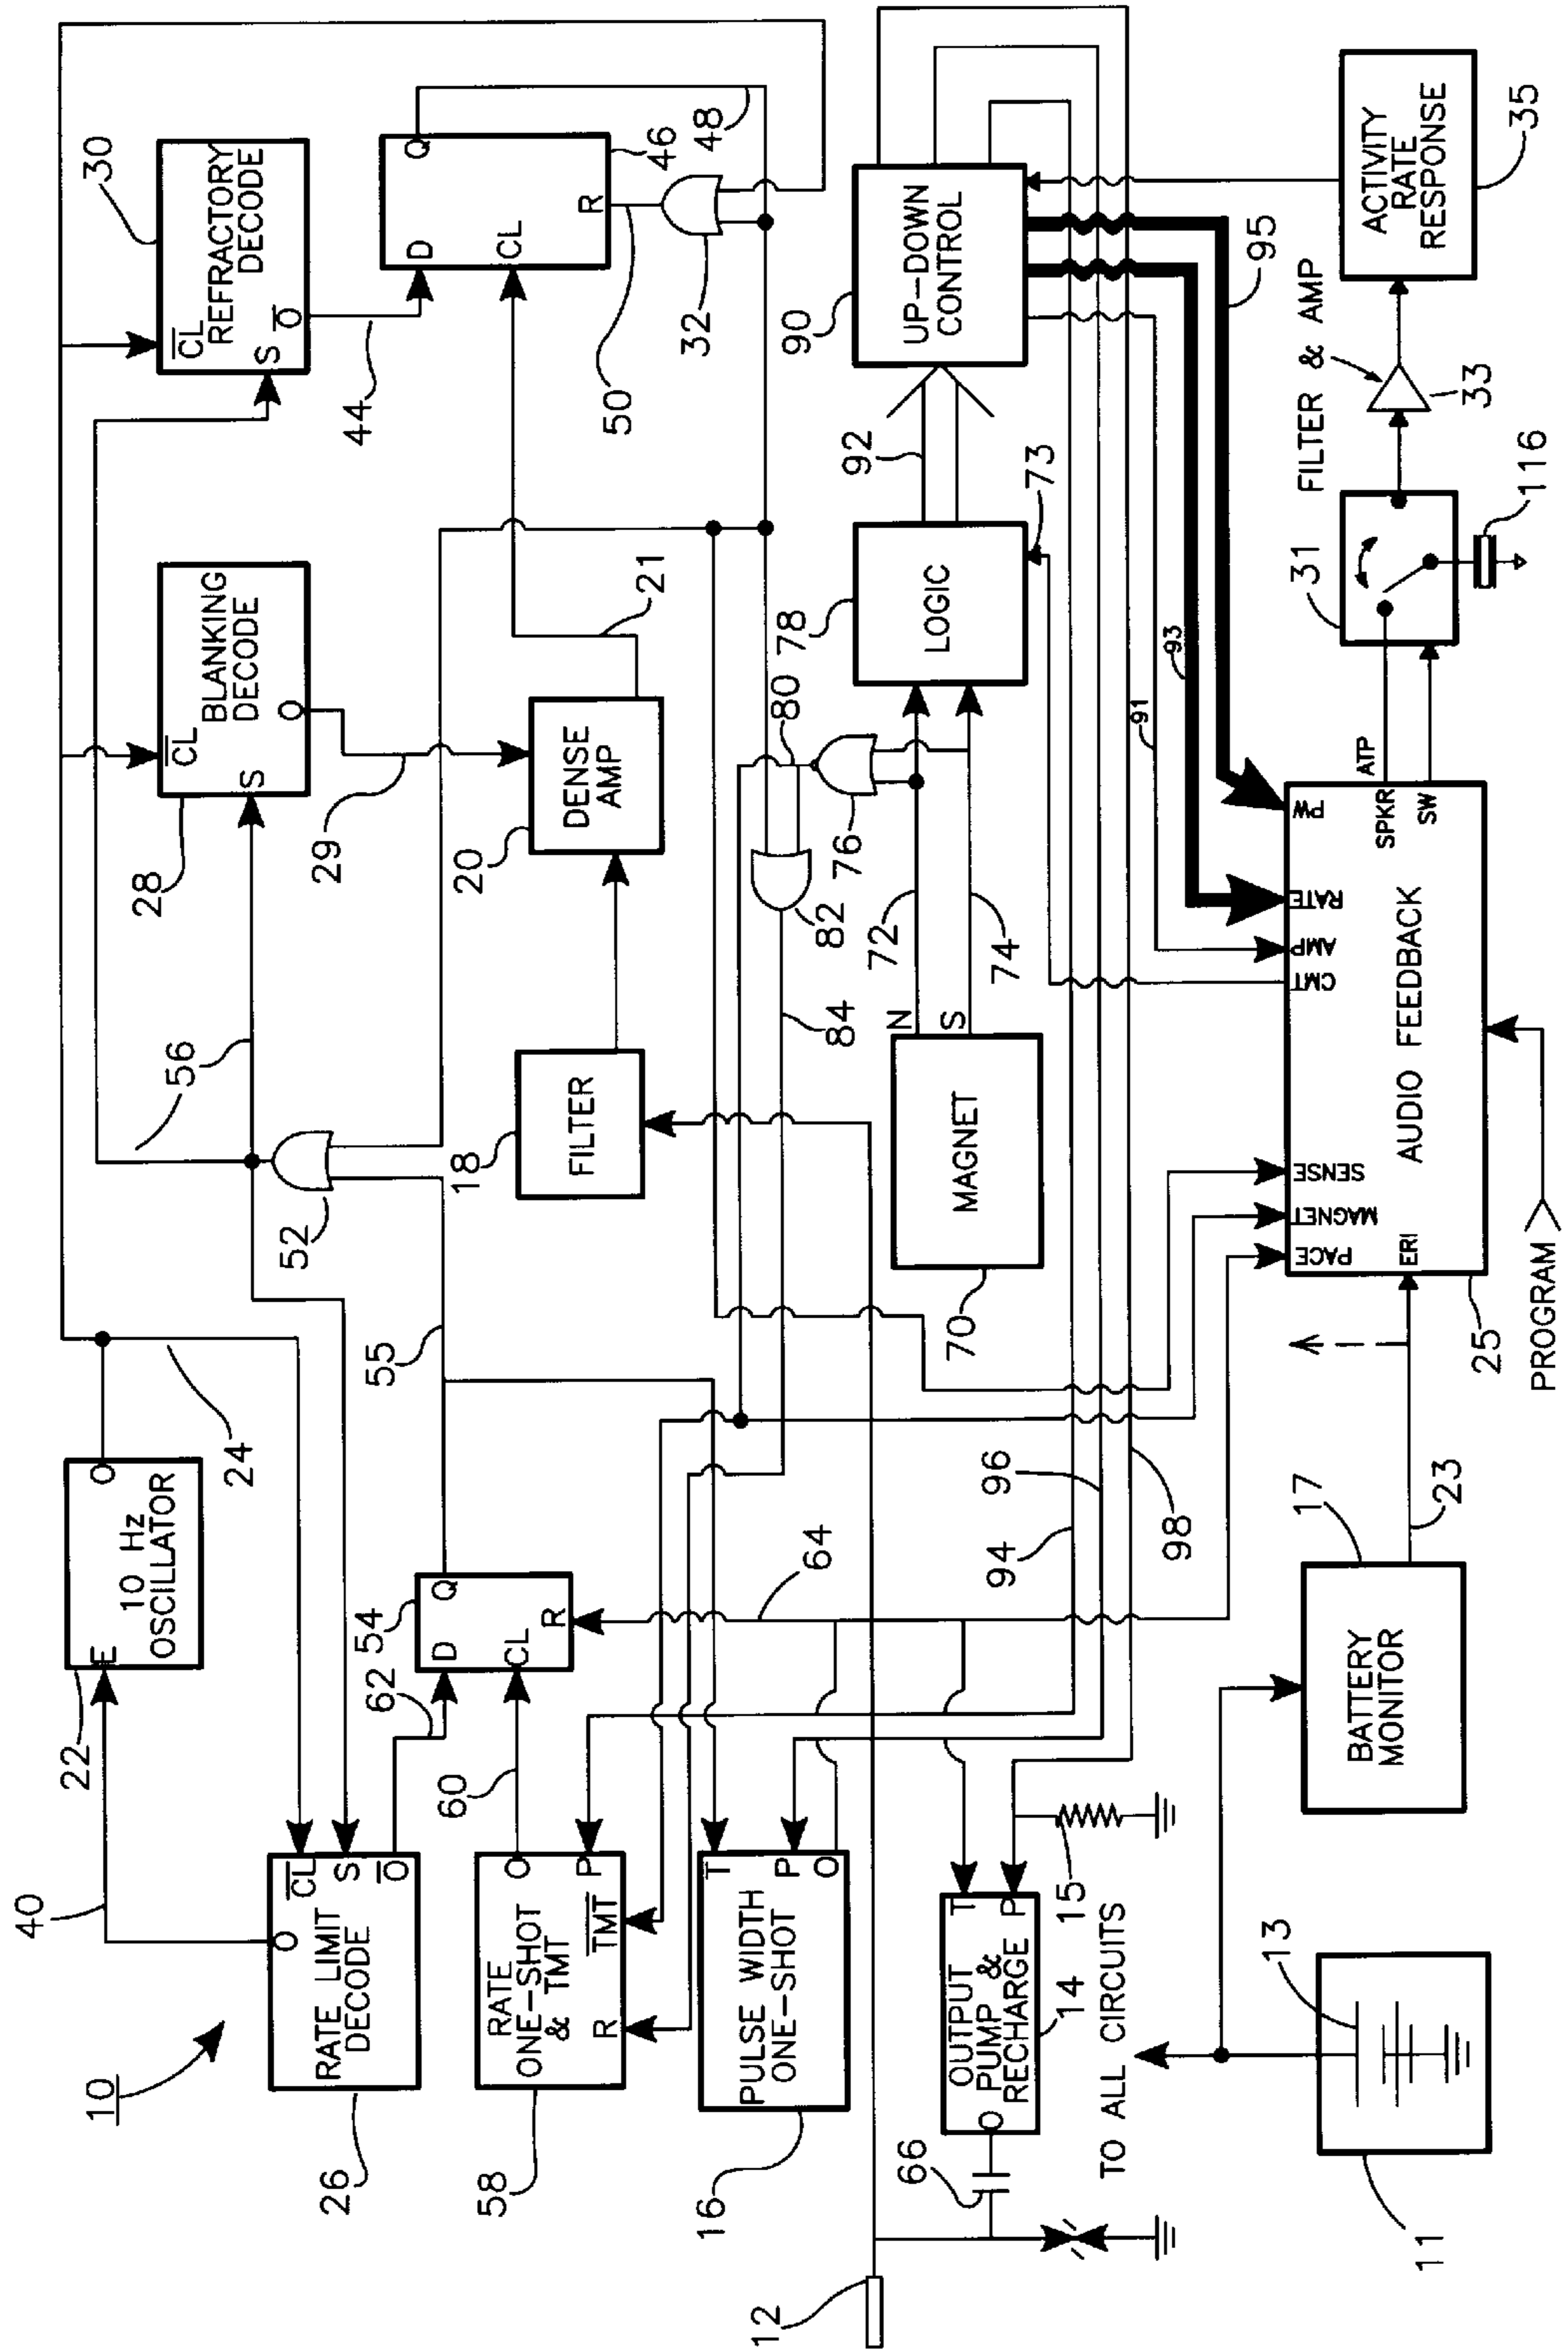 10
40
22
E
10 Hz
OSCILLATOR
O
24
56
28
CL
BLANKING
DECODE
S
O
29
30
CL
REFRACTORY
DECODE
S
O
44
26
O
RATE LIMIT
DECODE
CL
S
O
62
54
D
Q
CL
R
55
52
18
FILTER
20
DENSE
AMP
21
D
Q
CL
R
46
48
50
32
58
RATE
ONE-SHOT
& TMT
O
P
TMT
R
60
64
16
PULSE WIDTH
ONE-SHOT
T
P
O
84
82
80
76
72
74
N
S
MAGNET
70
78
LOGIC
73
92
90
UP-DOWN
CONTROL
12
66
O
OUTPUT
PUMP &
RECHARGE
T
P
14
15
94
96
98
91
93
95
TO ALL CIRCUITS
13
11
BATTERY
MONITOR
17
23
25
PACE
MAGNET
SENSE
CMT
AMP
RATE
PW
ERI
AUDIO FEEDBACK
SPKR
SW
ATP
PROGRAM
31
116
FILTER & AMP
33
ACTIVITY
RATE
RESPONSE
35